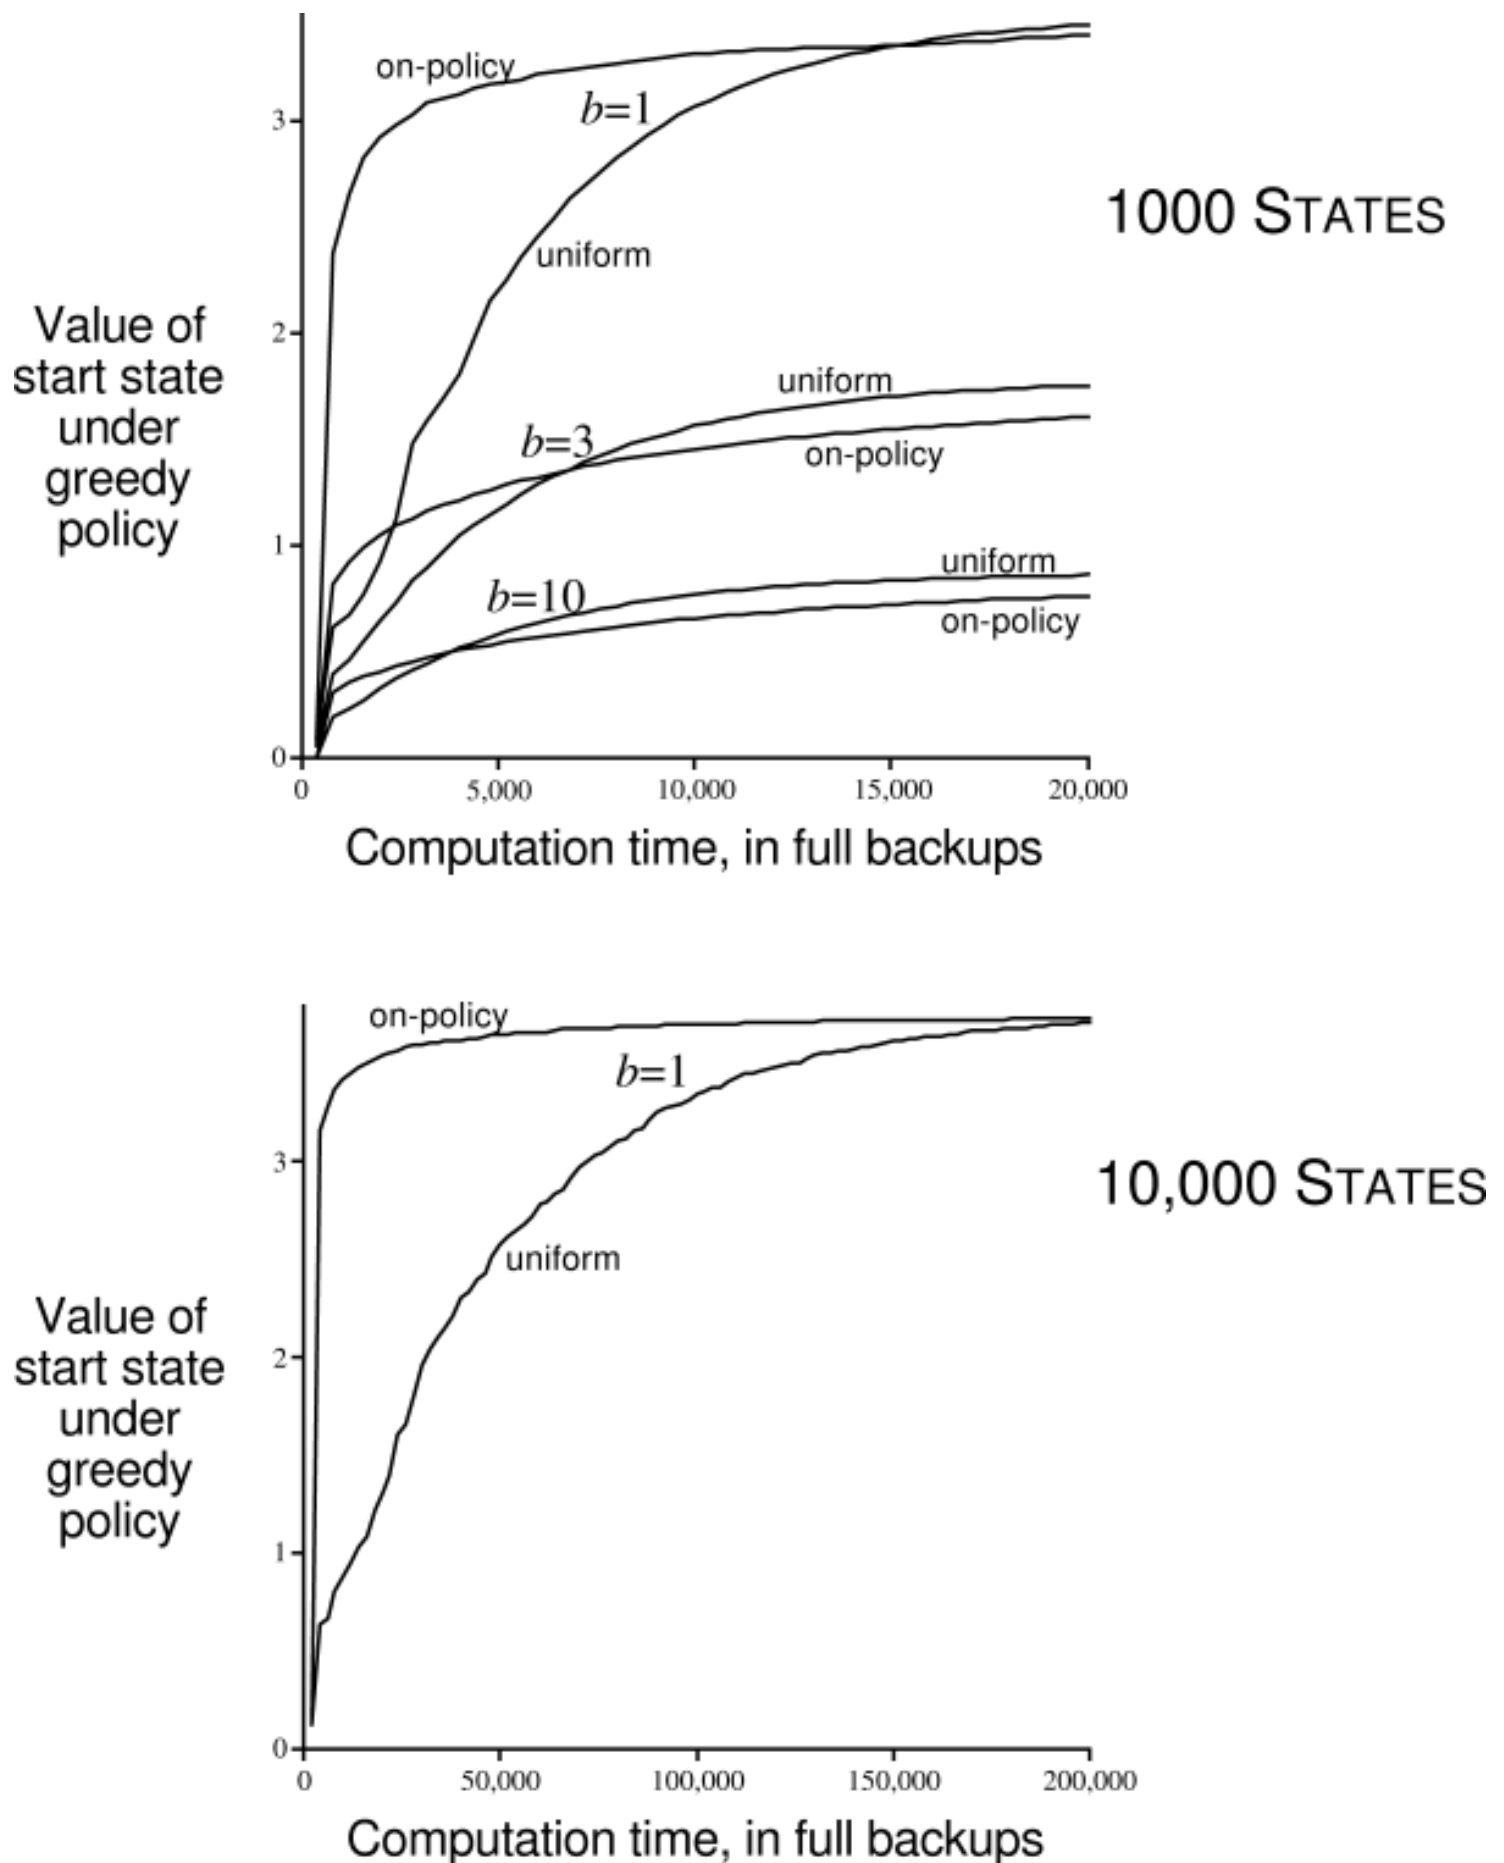 on-policy
b=1
3
1000 STATES
uniform
Value of
start state
under
greedy
policy
2
uniform
b=3
on-policy
1
uniform
b=10
on-policy
0
0 5,000 10,000 15,000 20,000
Computation time, in full backups
on-policy
b=1
3
10,000 STATES
uniform
Value of
start state
under
greedy
policy
2
1
0
0 50,000 100,000 150,000 200,000
Computation time, in full backups